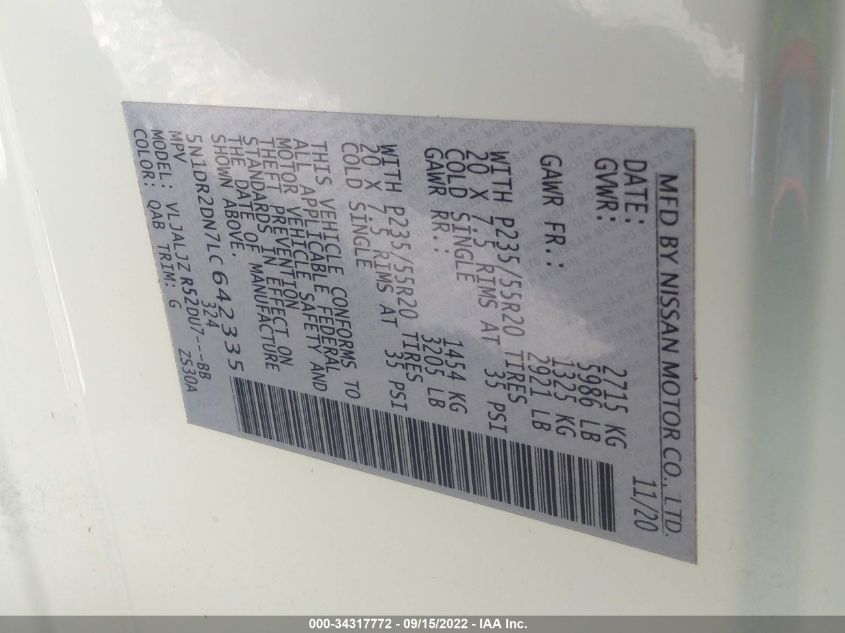 MFD BY NISSAN MOTOR CO., LTD.
DATE: 11/20
GVWR: 2715 KG
5986 LB
GAWR FR.: 1325 KG
2921 LB
WITH P235/55R20 TIRES
20 X 7.5 RIMS AT 35 PSI
COLD SINGLE
GAWR RR.: 1454 KG
3205 LB
WITH P235/55R20 TIRES
20 X 7.5 RIMS AT 35 PSI
COLD SINGLE
THIS VEHICLE CONFORMS TO
ALL APPLICABLE FEDERAL
MOTOR VEHICLE SAFETY AND
THEFT PREVENTION
STANDARDS IN EFFECT ON
THE DATE OF MANUFACTURE
SHOWN ABOVE.
5N1DR2DN7LC642335
MPV 324
MODEL: VLJALJZ R52DU7---BB
COLOR: QAB TRIM: G ZS30A
000-34317772 - 09/15/2022 - IAA Inc.